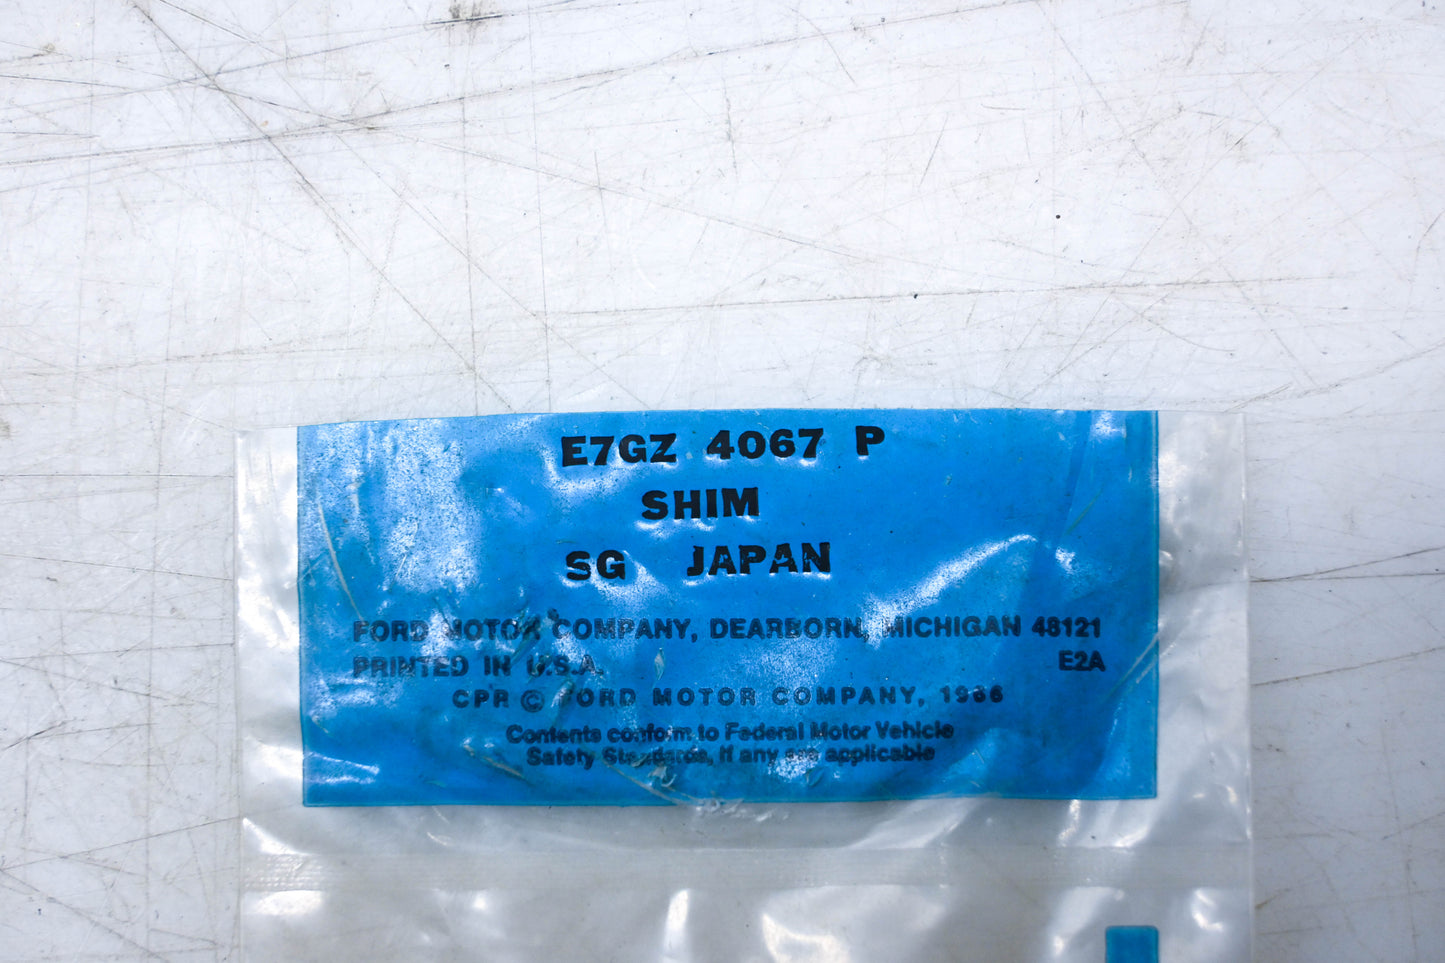 E7GZ 4067 P
SHIM
SG JAPAN
FORD MOTOR COMPANY, DEARBORN, MICHIGAN 48121
PRINTED IN U.S.A. E2A
CPR © FORD MOTOR COMPANY, 1986
Contents conform to Federal Motor Vehicle
Safety Standards, if any are applicable